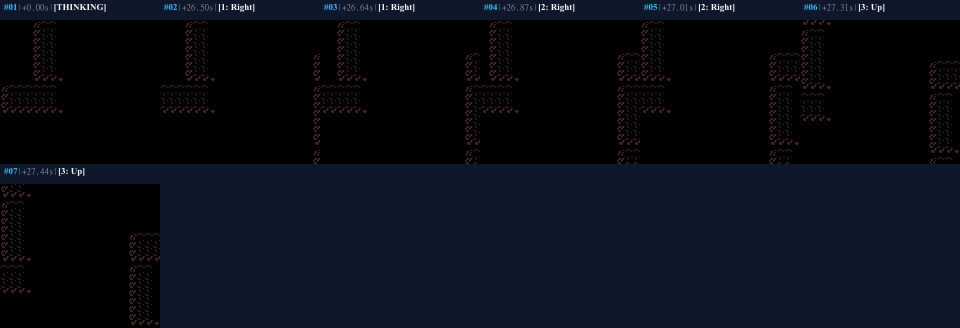 #01 | +0.00s | [THINKING]
#02 | +26.50s | [1: Right]
#03 | +26.64s | [1: Right]
#04 | +26.87s | [2: Right]
#05 | +27.01s | [2: Right]
#06 | +27.31s | [3: Up]
#07 | +27.44s | [3: Up]